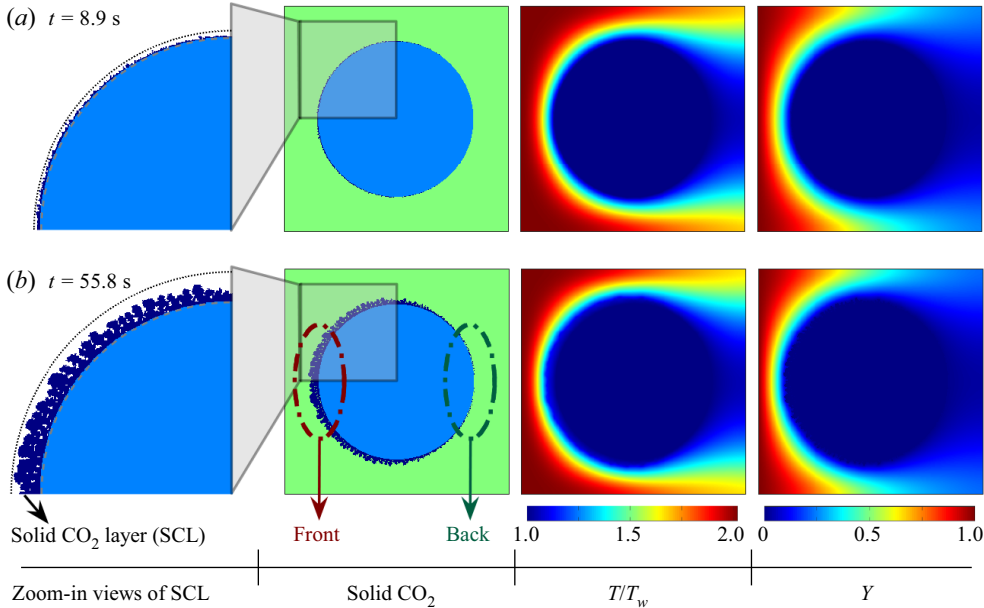 (a) t = 8.9 s
(b) t = 55.8 s
Solid CO₂ layer (SCL)
Front
Back
1.0 1.5 2.0
0 0.5 1.0
Zoom-in views of SCL
Solid CO₂
T/T_w
Y